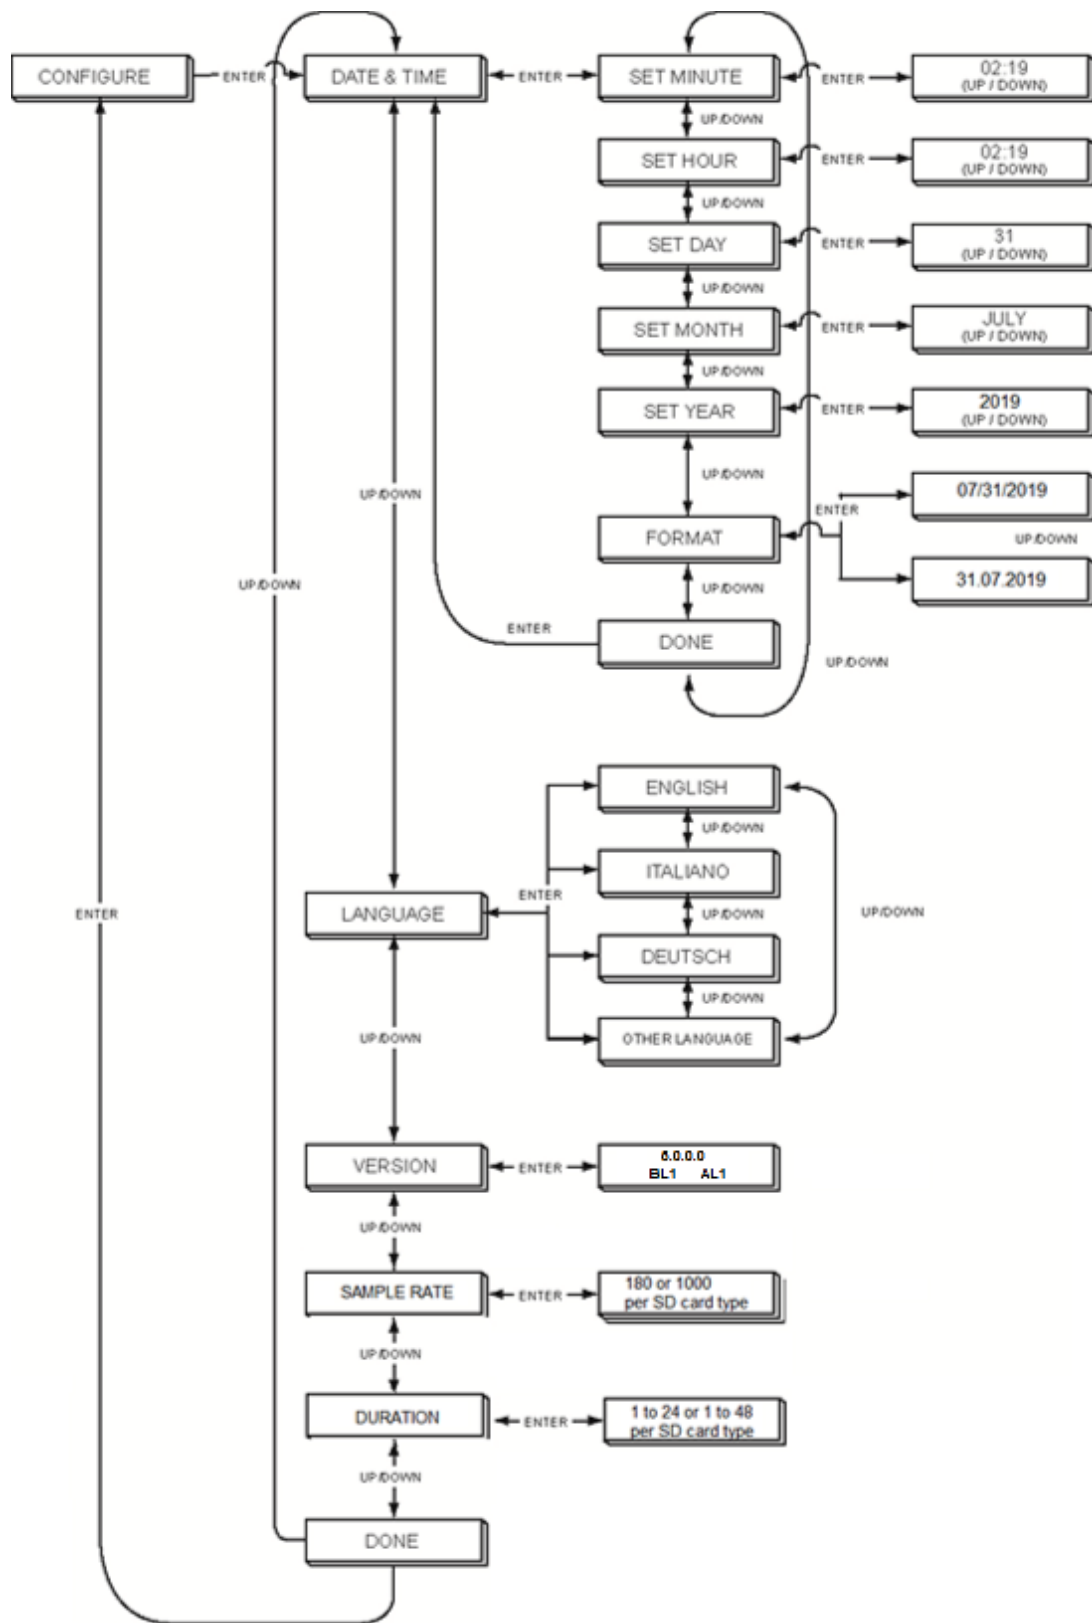 CONFIGURE
ENTER
DATE & TIME
ENTER
SET MINUTE
ENTER
02:19
(UP / DOWN)
UP/DOWN
SET HOUR
ENTER
02:19
(UP / DOWN)
UP/DOWN
SET DAY
ENTER
31
(UP / DOWN)
UP/DOWN
SET MONTH
ENTER
JULY
(UP / DOWN)
UP/DOWN
SET YEAR
ENTER
2019
(UP / DOWN)
UP/DOWN
UP/DOWN
07/31/2019
ENTER
FORMAT
UP/DOWN
31.07.2019
UP/DOWN
UP/DOWN
ENTER
DONE
UP/DOWN
ENGLISH
UP/DOWN
ITALIANO
ENTER
LANGUAGE
UP/DOWN
UP/DOWN
ENTER
DEUTSCH
UP/DOWN
OTHER LANGUAGE
UP/DOWN
VERSION
ENTER
6.0.0.0
BL1 AL1
UP/DOWN
SAMPLE RATE
ENTER
180 or 1000
per SD card type
UP/DOWN
DURATION
ENTER
1 to 24 or 1 to 48
per SD card type
UP/DOWN
DONE